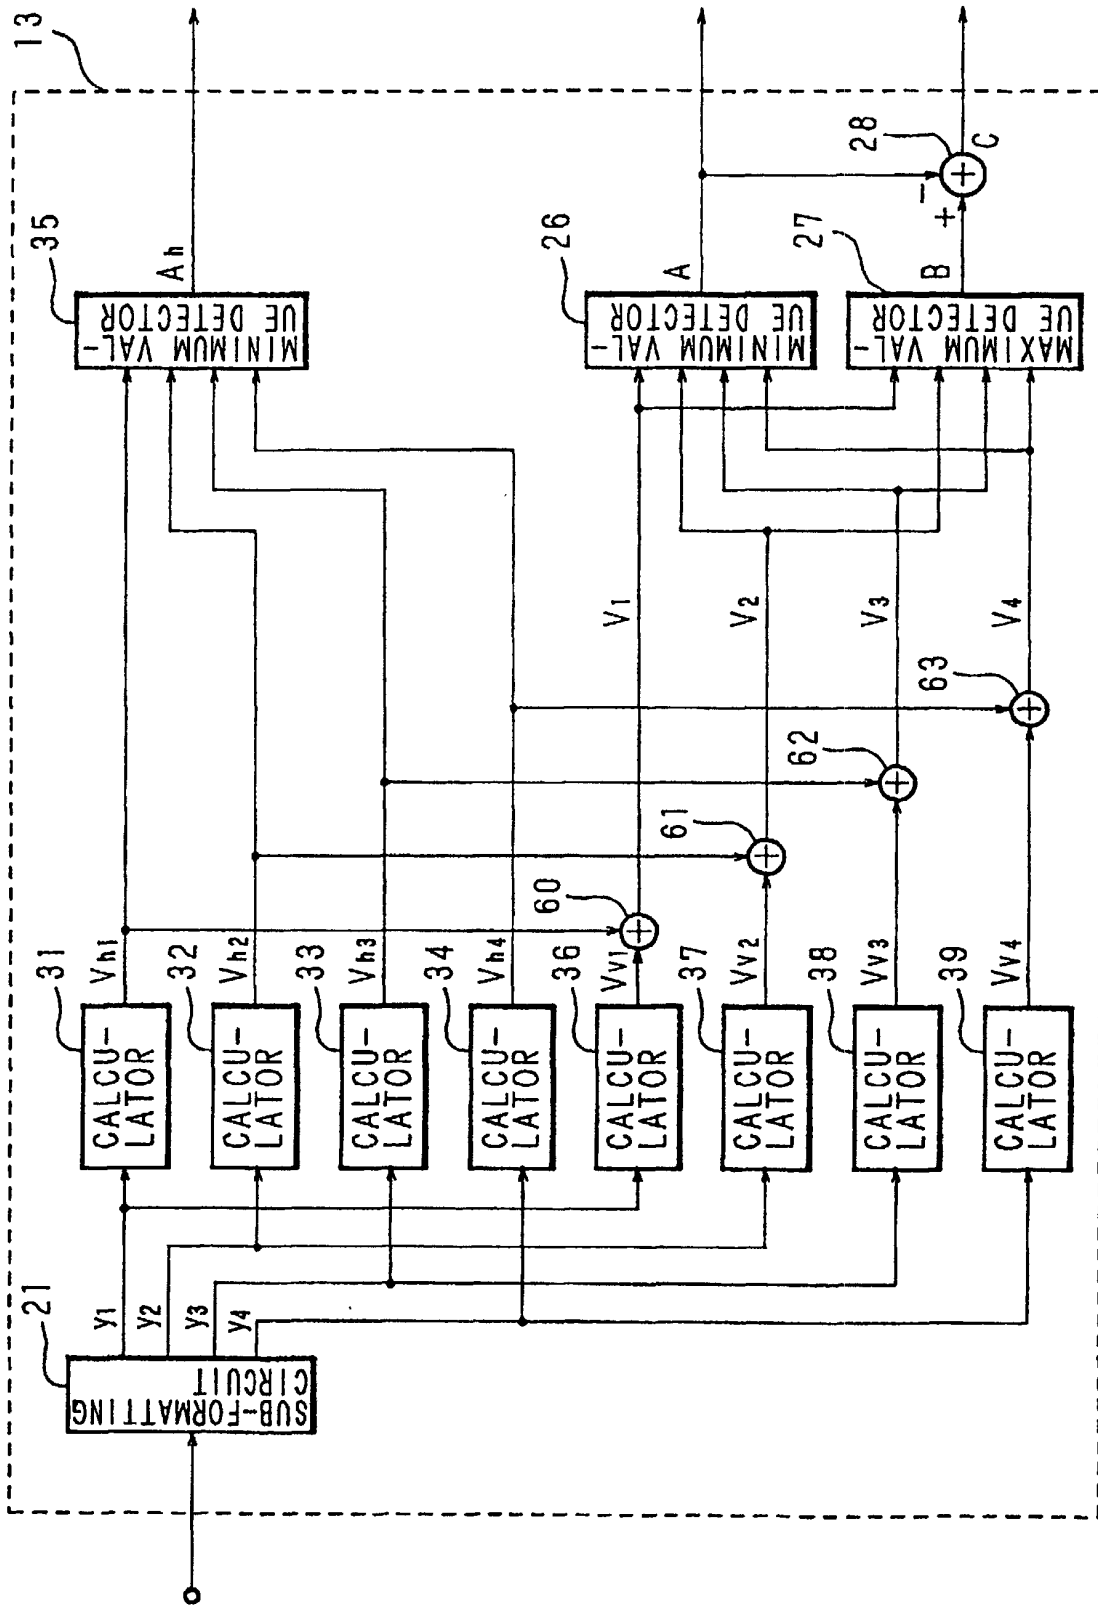 13
21
SUB-FORMATTING
CIRCUIT
y1
y2
y3
y4
31
CALCU-
LATOR
Vh1
32
CALCU-
LATOR
Vh2
33
CALCU-
LATOR
Vh3
34
CALCU-
LATOR
Vh4
36
CALCU-
LATOR
Vv1
37
CALCU-
LATOR
Vv2
38
CALCU-
LATOR
Vv3
39
CALCU-
LATOR
Vv4
60
+
61
+
62
+
63
+
V1
V2
V3
V4
35
MINIMUM VAL-
UE DETECTOR
Ah
26
MINIMUM VAL-
UE DETECTOR
A
27
MAXIMUM VAL-
UE DETECTOR
B
28
+
-
+
C